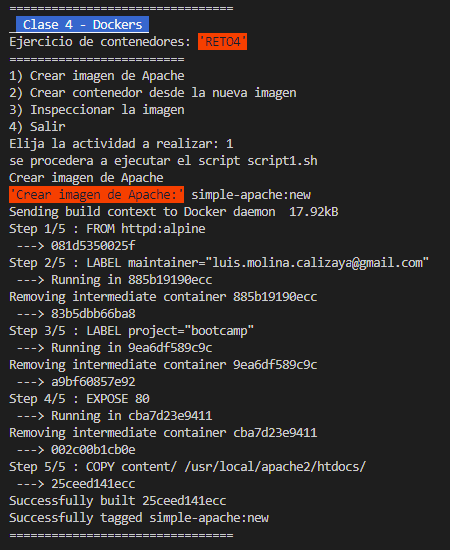 ================================
Clase 4 - Dockers
Ejercicio de contenedores: 'RETO4'
=========================
1) Crear imagen de Apache
2) Crear contenedor desde la nueva imagen
3) Inspeccionar la imagen
4) Salir
Elija la actividad a realizar: 1
se procedera a ejecutar el script script1.sh
Crear imagen de Apache
'Crear imagen de Apache:' simple-apache:new
Sending build context to Docker daemon  17.92kB
Step 1/5 : FROM httpd:alpine
 ---> 081d5350025f
Step 2/5 : LABEL maintainer="luis.molina.calizaya@gmail.com"
 ---> Running in 885b19190ecc
Removing intermediate container 885b19190ecc
 ---> 83b5dbb66ba8
Step 3/5 : LABEL project="bootcamp"
 ---> Running in 9ea6df589c9c
Removing intermediate container 9ea6df589c9c
 ---> a9bf60857e92
Step 4/5 : EXPOSE 80
 ---> Running in cba7d23e9411
Removing intermediate container cba7d23e9411
 ---> 002c00b1cb0e
Step 5/5 : COPY content/ /usr/local/apache2/htdocs/
 ---> 25ceed141ecc
Successfully built 25ceed141ecc
Successfully tagged simple-apache:new
================================